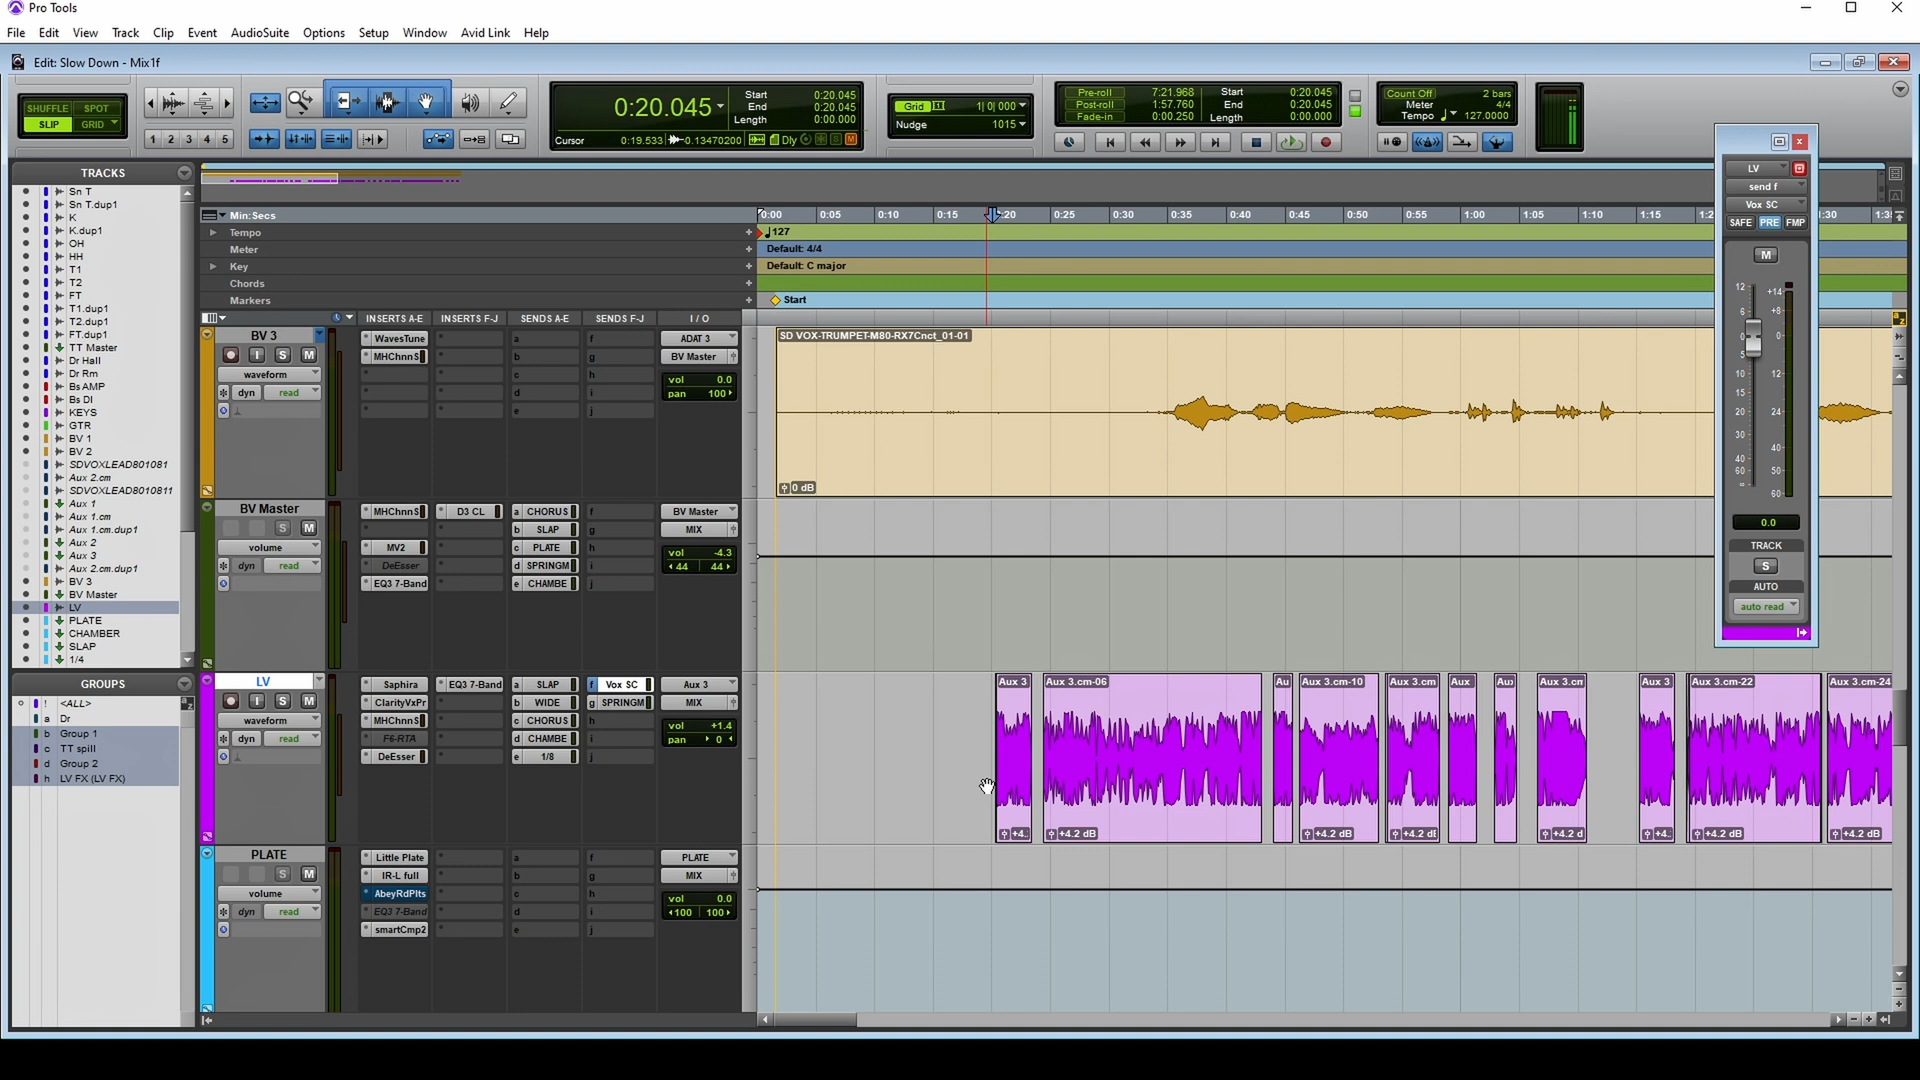 Pro Tools
File Edit View Track Clip Event AudioSuite Options Setup Window Avid Link Help
Edit: Slow Down - Mix1f
SHUFFLE SPOT
SLIP GRID
1 2 3 4 5
0:20.045
Start 0:20.045
End 0:20.045
Length 0:00.000
Cursor 0:19.533 -0.13470200 Dly
Grid 1| 0| 000
Nudge 1015
Pre-roll 7:21.968
Post-roll 1:57.760
Fade-in 0:00.250
Start 0:20.045
End 0:20.045
Length 0:00.000
Count Off 2 bars
Meter 4/4
Tempo 127.0000
TRACKS
Sn T
Sn T.dup1
K
K.dup1
OH
HH
T1
T2
FT
T1.dup1
T2.dup1
FT.dup1
TT Master
Dr Hall
Dr Rm
Bs AMP
Bs DI
KEYS
GTR
BV 1
BV 2
SDVOXLEAD801081
Aux 2.cm
SDVOXLEAD8010811
Aux 1
Aux 1.cm
Aux 1.cm.dup1
Aux 2
Aux 3
Aux 2.cm.dup1
BV 3
BV Master
LV
PLATE
CHAMBER
SLAP
1/4
GROUPS
! <ALL>
a Dr
b Group 1
c TT spill
d Group 2
h LV FX (LV FX)
Min:Secs
0:00 0:05 0:10 0:15 0:20 0:25 0:30 0:35 0:40 0:45 0:50 0:55 1:00 1:05 1:10 1:15 1:2 :30 1:3
Tempo
127
Meter
Default: 4/4
Key
Default: C major
Chords
Markers
Start
INSERTS A-E INSERTS F-J SENDS A-E SENDS F-J I / O
BV 3
I S M
waveform
dyn read
WavesTune
MHChnnS
a b c d e
f g h i j
ADAT 3
BV Master
vol 0.0
pan 100
SD VOX-TRUMPET-M80-RX7Cnct_01-01
0 dB
BV Master
S M
volume
dyn read
MHChnnS
MV2
DeEsser
EQ3 7-Band
D3 CL
a CHORUS
b SLAP
c PLATE
d SPRINGM
e CHAMBE
f g h i j
BV Master
MIX
vol -4.3
44 44
LV
I S M
waveform
dyn read
Saphira
ClarityVxPr
MHChnnS
F6-RTA
DeEsser
EQ3 7-Band
a SLAP
b WIDE
c CHORUS
d CHAMBE
e 1/8
f Vox SC
g SPRINGM
h i j
Aux 3
MIX
vol +1.4
pan 0
Aux 3 Aux 3.cm-06 Au Aux 3.cm-10 Aux 3.cm Aux Au Aux 3.cm Aux 3 Aux 3.cm-22 Aux 3.cm-24
+4. +4.2 dB +4.2 dB +4.2 dB +4.2 d +4. +4.2 dB +4.2 dB
PLATE
S M
volume
dyn read
Little Plate
IR-L full
AbeyRdPlts
EQ3 7-Band
smartCmp2
a b c d e
f g h i j
PLATE
MIX
vol 0.0
100 100
LV
send f
Vox SC
SAFE PRE FMP
M
12 6 0 5 10 15 20 30 40 60 ∞
+14 +8 0 12 24 40 50 60
0.0
TRACK
S
AUTO
auto read